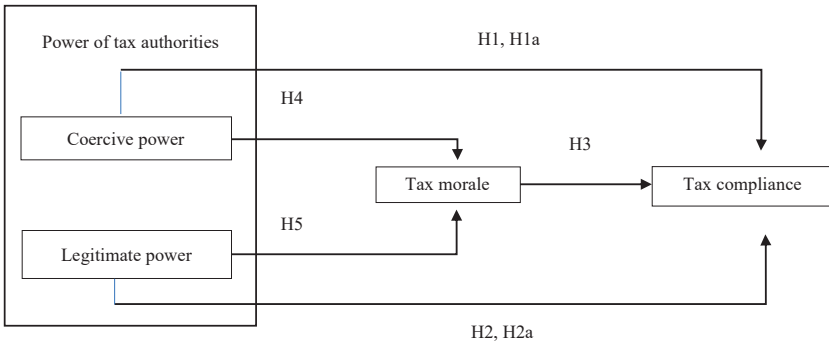 Power of tax authorities
H1, H1a
H4
Coercive power
H3
Tax morale
Tax compliance
H5
Legitimate power
H2, H2a